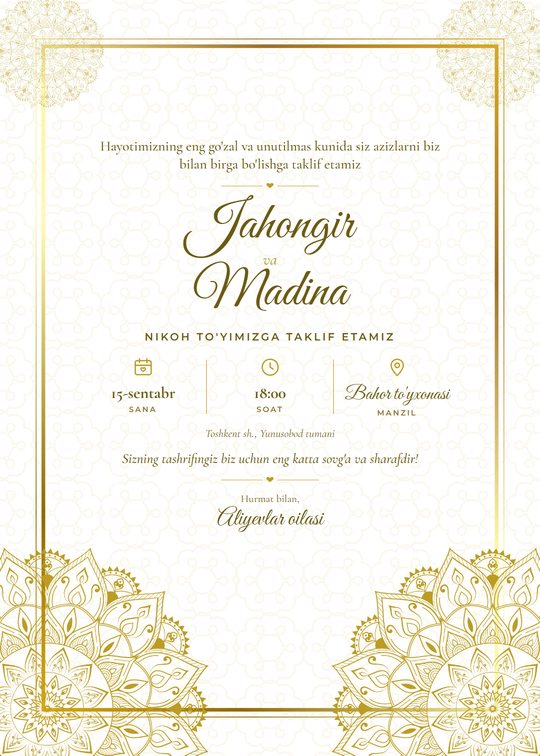 Hayotimizning eng go'zal va unutilmas kunida siz azizlarni biz
bilan birga bo'lishga taklif etamiz
Jahongir
va
Madina
NIKOH TO'YIMIZGA TAKLIF ETAMIZ
15-sentabr
SANA
18:00
SOAT
Bahor to'yxonasi
MANZIL
Toshkent sh., Yunusobod tumani
Sizning tashrifingiz biz uchun eng katta sovg'a va sharafdir!
Hurmat bilan,
Aliyevlar oilasi